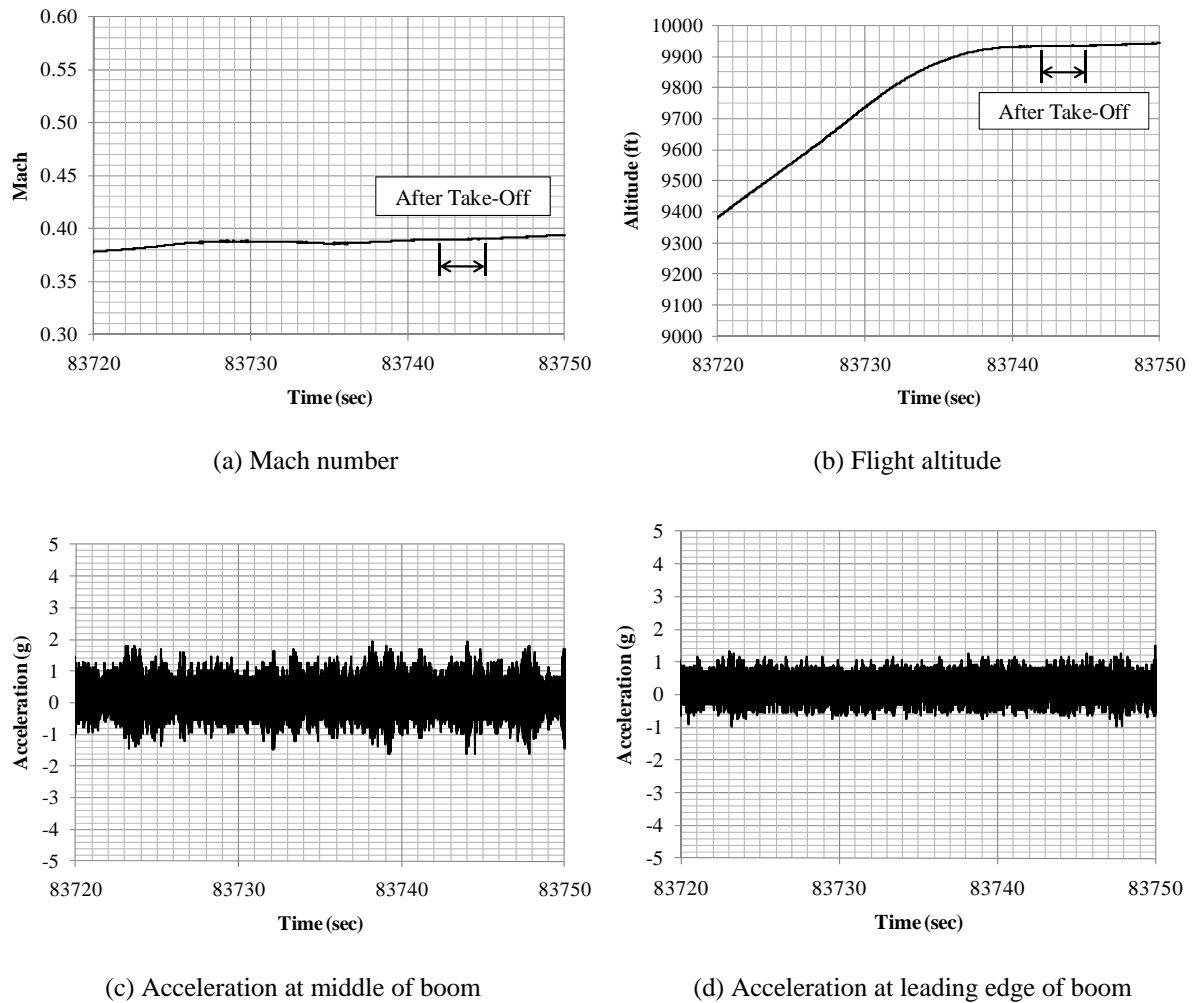 0.60
0.55
0.50
0.45
0.40
0.35
0.30
Mach
After Take-Off
83720 83730 83740 83750
Time (sec)
(a) Mach number
10000
9900
9800
9700
9600
9500
9400
9300
9200
9100
9000
Altitude (ft)
After Take-Off
83720 83730 83740 83750
Time (sec)
(b) Flight altitude
5
4
3
2
1
0
-1
-2
-3
-4
-5
Acceleration (g)
83720 83730 83740 83750
Time (sec)
(c) Acceleration at middle of boom
5
4
3
2
1
0
-1
-2
-3
-4
-5
Acceleration (g)
83720 83730 83740 83750
Time (sec)
(d) Acceleration at leading edge of boom